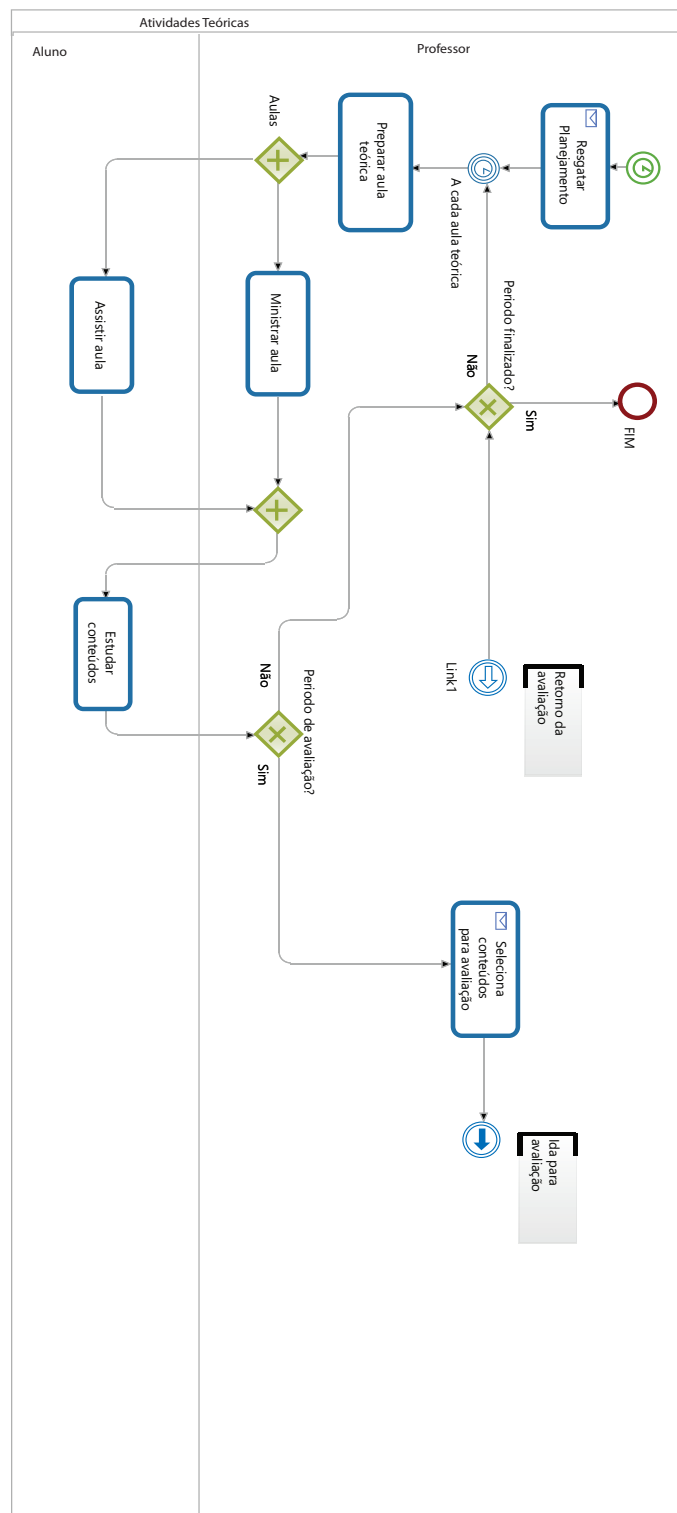 Atividades Teóricas
Aluno
Professor
Resgatar
Planejamento
A cada aula teórica
Preparar aula
teórica
Aulas
Ministrar aula
Assistir aula
Estudar
conteúdos
Periodo de avaliação?
Não
Sim
Periodo finalizado?
Não
Sim
FIM
Link1
Retorno da
avaliação
Seleciona
conteúdos
para avaliação
Ida para
avaliação